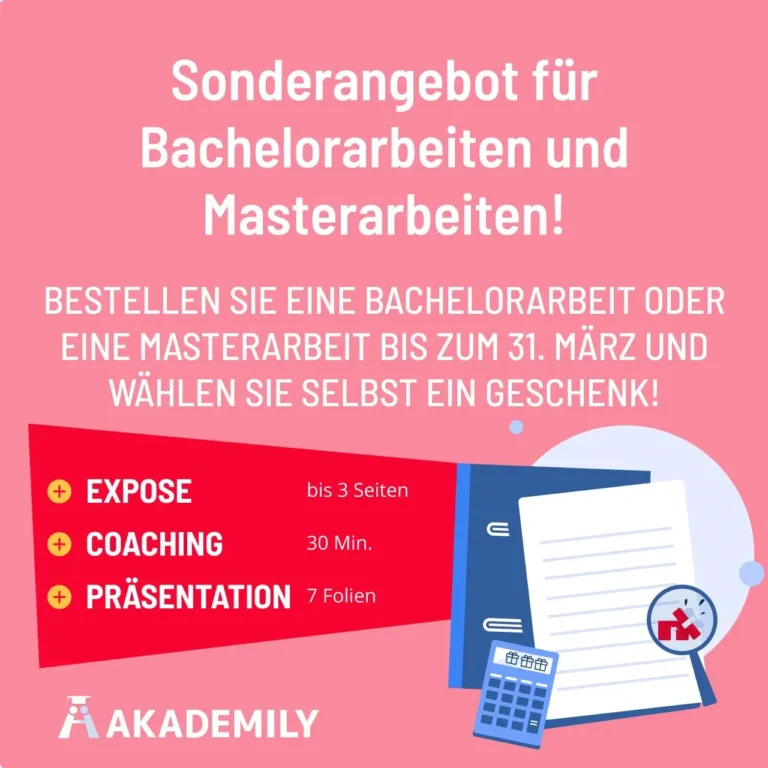 Sonderangebot für
Bachelorarbeiten und
Masterarbeiten!
BESTELLEN SIE EINE BACHELORARBEIT ODER
EINE MASTERARBEIT BIS ZUM 31. MÄRZ UND
WÄHLEN SIE SELBST EIN GESCHENK!
+ EXPOSE bis 3 Seiten
+ COACHING 30 Min.
+ PRÄSENTATION 7 Folien
AKADEMILY